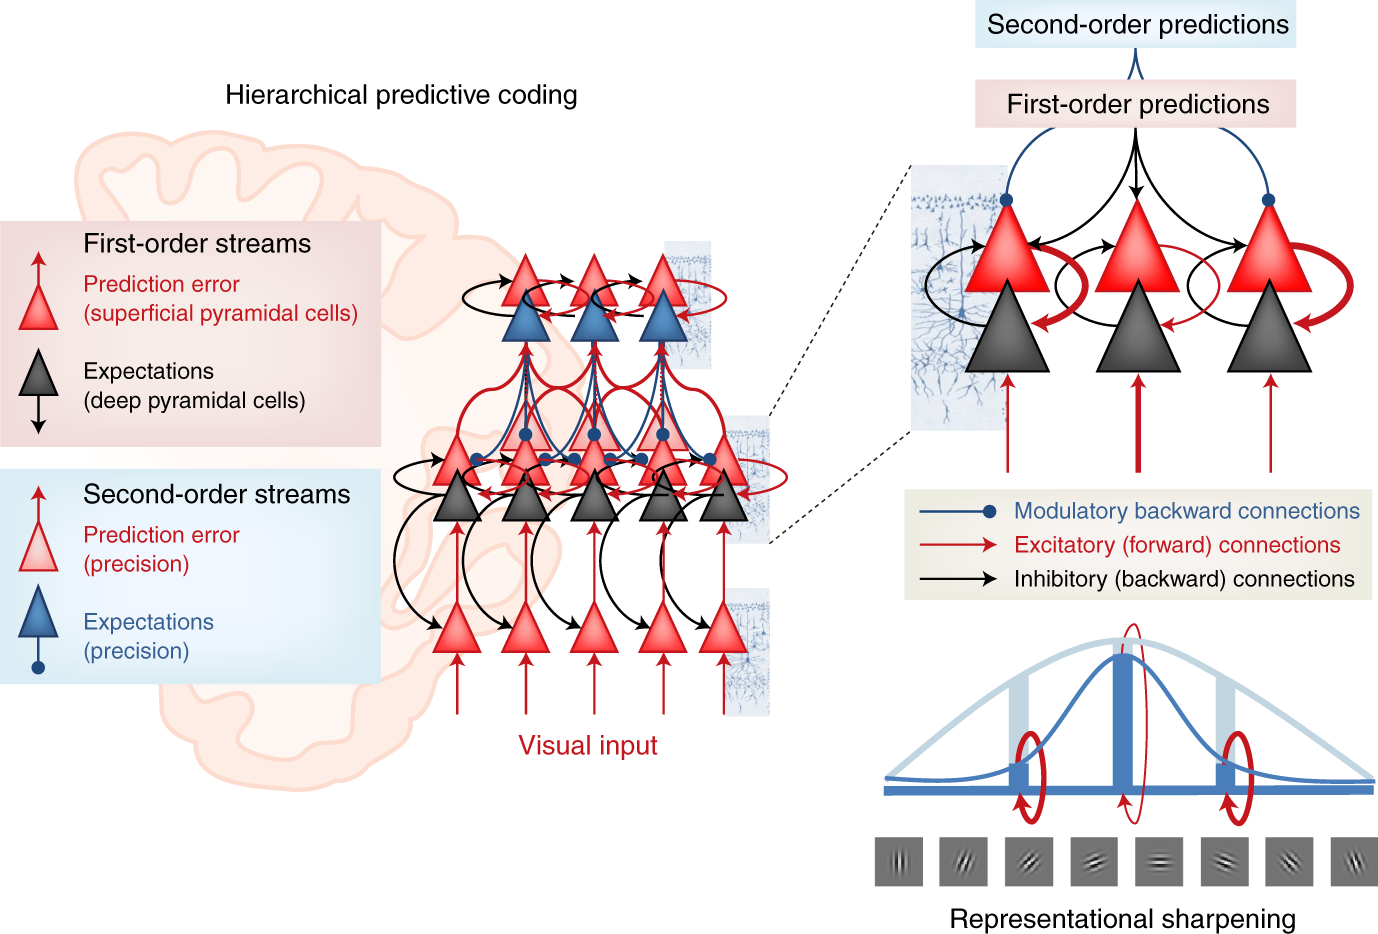 Hierarchical predictive coding
First-order streams
Prediction error
(superficial pyramidal cells)
Expectations
(deep pyramidal cells)
Second-order streams
Prediction error
(precision)
Expectations
(precision)
Visual input
Second-order predictions
First-order predictions
Modulatory backward connections
Excitatory (forward) connections
Inhibitory (backward) connections
Representational sharpening